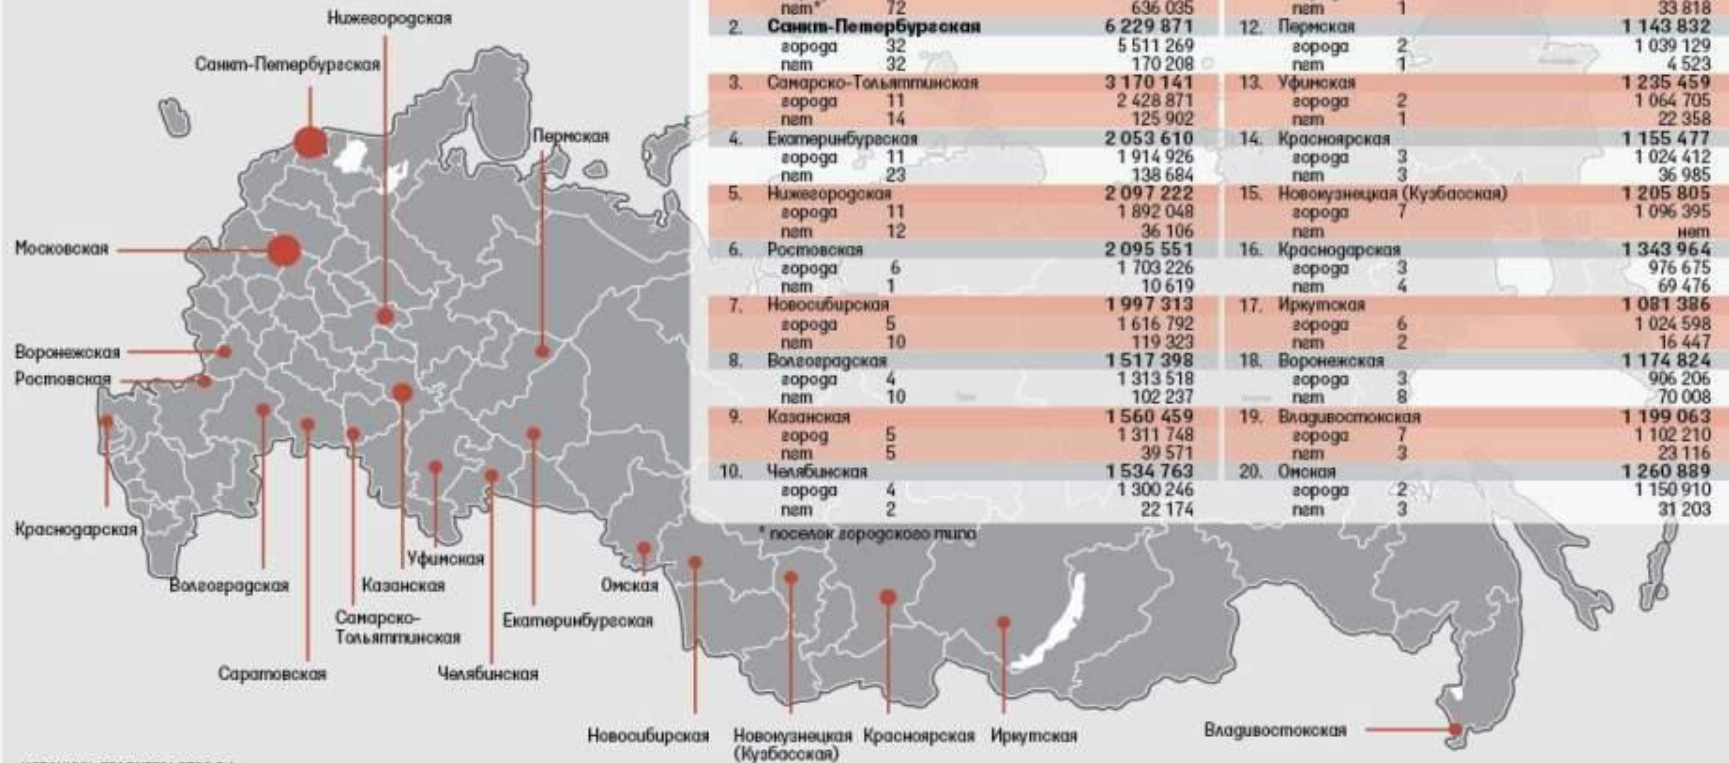 Нижегородская
Санкт-Петербургская
Пермская
Московская
Воронежская
Ростовская
Краснодарская
Волгоградская
Уфимская
Казанская
Самарско-
Тольяттинская
Саратовская
Челябинская
Екатеринбургская
Омская
Новосибирская
Новокузнецкая
(Кузбасская)
Красноярская
Иркутская
Владивостокская
пгт* 72 636 035
2. Санкт-Петербургская 6 229 871
города 32 5 511 269
пгт 32 170 208
3. Самарско-Тольяттинская 3 170 141
города 11 2 428 871
пгт 14 125 902
4. Екатеринбургская 2 053 610
города 11 1 914 926
пгт 23 138 684
5. Нижегородская 2 097 222
города 11 1 892 048
пгт 12 36 106
6. Ростовская 2 095 551
города 6 1 703 226
пгт 1 10 619
7. Новосибирская 1 997 313
города 5 1 616 792
пгт 10 119 323
8. Волгоградская 1 517 398
города 4 1 313 518
пгт 10 102 237
9. Казанская 1 560 459
город 5 1 311 748
пгт 5 39 571
10. Челябинская 1 534 763
города 4 1 300 246
пгт 2 22 174
* поселок городского типа
пгт 1 33 818
12. Пермская 1 143 832
города 2 1 039 129
пгт 1 4 523
13. Уфимская 1 235 459
города 2 1 064 705
пгт 1 22 358
14. Красноярская 1 155 477
города 3 1 024 412
пгт 3 36 985
15. Новокузнецкая (Кузбасская) 1 205 805
города 7 1 096 395
пгт нет
16. Краснодарская 1 343 964
города 3 976 675
пгт 4 69 476
17. Иркутская 1 081 386
города 6 1 024 598
пгт 2 16 447
18. Воронежская 1 174 824
города 3 906 206
пгт 8 70 008
19. Владивостокская 1 199 063
города 7 1 102 210
пгт 3 23 116
20. Омская 1 260 889
города 2 1 150 910
пгт 3 31 203